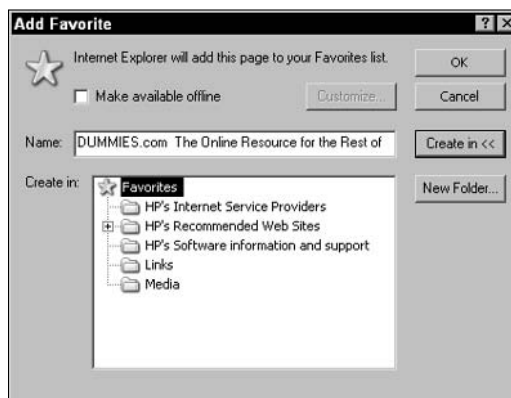 Add Favorite
? X
Internet Explorer will add this page to your Favorites list.
OK
Make available offline
Customize...
Cancel
Name:
DUMMIES.com The Online Resource for the Rest of
Create in <<
Create in:
Favorites
New Folder...
HP's Internet Service Providers
HP's Recommended Web Sites
HP's Software information and support
Links
Media